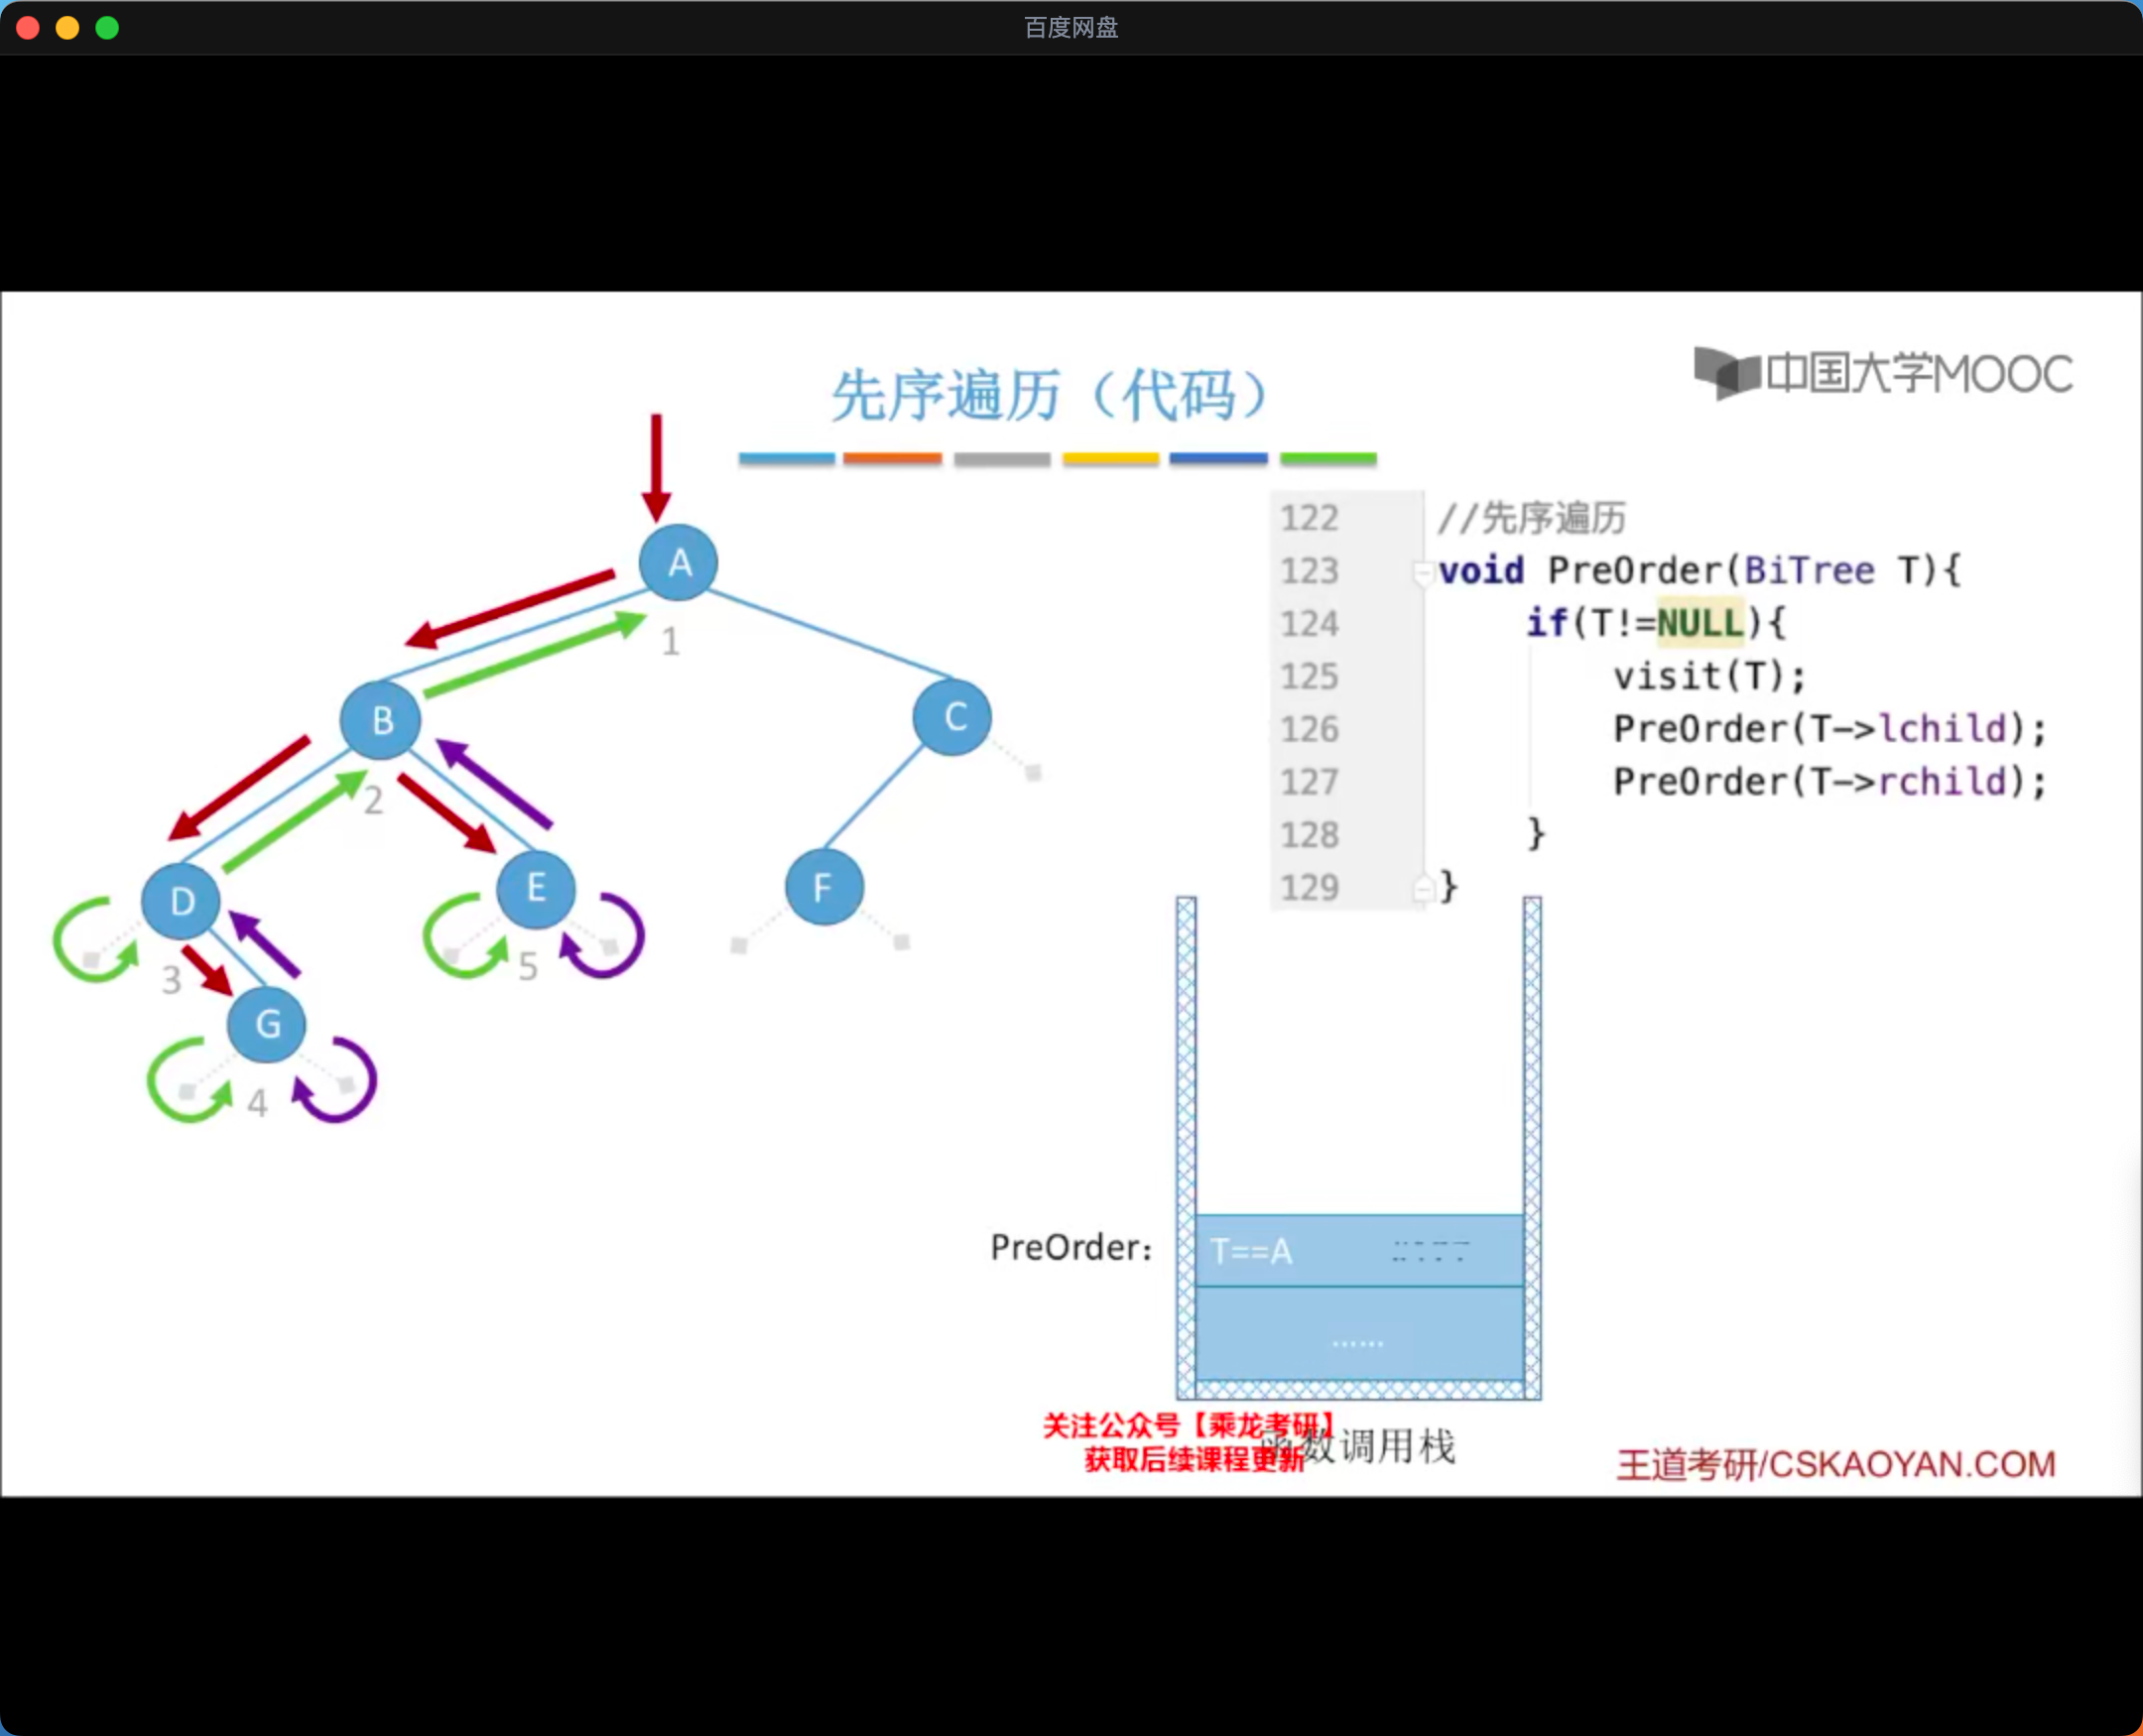 百度网盘
先序遍历（代码）
中国大学MOOC
A
1
B
C
2
D
E
F
3
5
G
4
122 //先序遍历
123 void PreOrder(BiTree T){
124 if(T!=NULL){
125 visit(T);
126 PreOrder(T->lchild);
127 PreOrder(T->rchild);
128 }
129 }
PreOrder：
T==A
……
关注公众号【乘龙考研】
获取后续课程更新
函数调用栈
王道考研/CSKAOYAN.COM